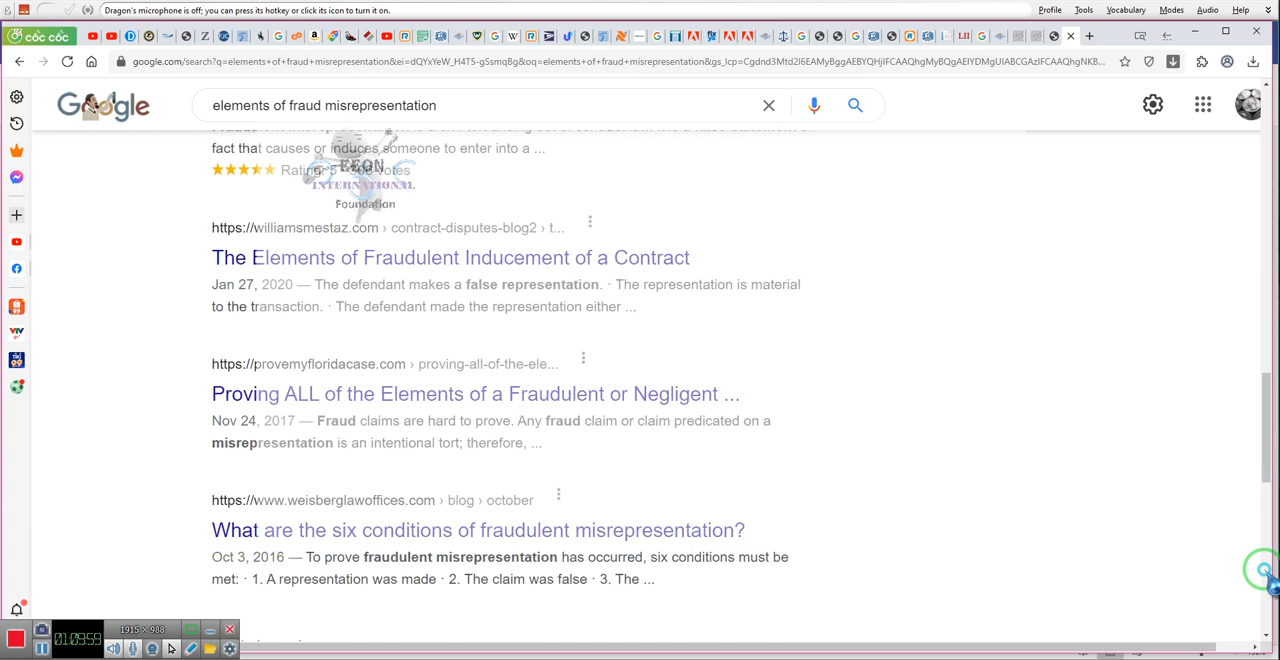 Dragon's microphone is off; you can press its hotkey or click its icon to turn it on.
Profile Tools Vocabulary Modes Audio Help
CỐC CỐC
google.com/search?q=elements+of+fraud+misrepresentation&ei=dQYxYeW_H4T5-gSsmqBg&oq=elements+of+fraud+misrepresentation&gs_lcp=Cgdnd3Mtd2l6EAMyBggAEBYQHjIFCAAQhgMyBQgAEIYDMgUIABCGAzIFCAAQhgNKBC...
Google
elements of fraud misrepresentation
fact that causes or induces someone to enter into a ...
Rating: 5 votes
KEON
INTERNATIONAL
Foundation
https://williamsmestaz.com › contract-disputes-blog2 › t...
The Elements of Fraudulent Inducement of a Contract
Jan 27, 2020 — The defendant makes a false representation. · The representation is material
to the transaction. · The defendant made the representation either ...
https://provemyfloridacase.com › proving-all-of-the-ele...
Proving ALL of the Elements of a Fraudulent or Negligent ...
Nov 24, 2017 — Fraud claims are hard to prove. Any fraud claim or claim predicated on a
misrepresentation is an intentional tort; therefore, ...
https://www.weisberglawoffices.com › blog › october
What are the six conditions of fraudulent misrepresentation?
Oct 3, 2016 — To prove fraudulent misrepresentation has occurred, six conditions must be
met: · 1. A representation was made · 2. The claim was false · 3. The ...
01:09:59
1915 × 988